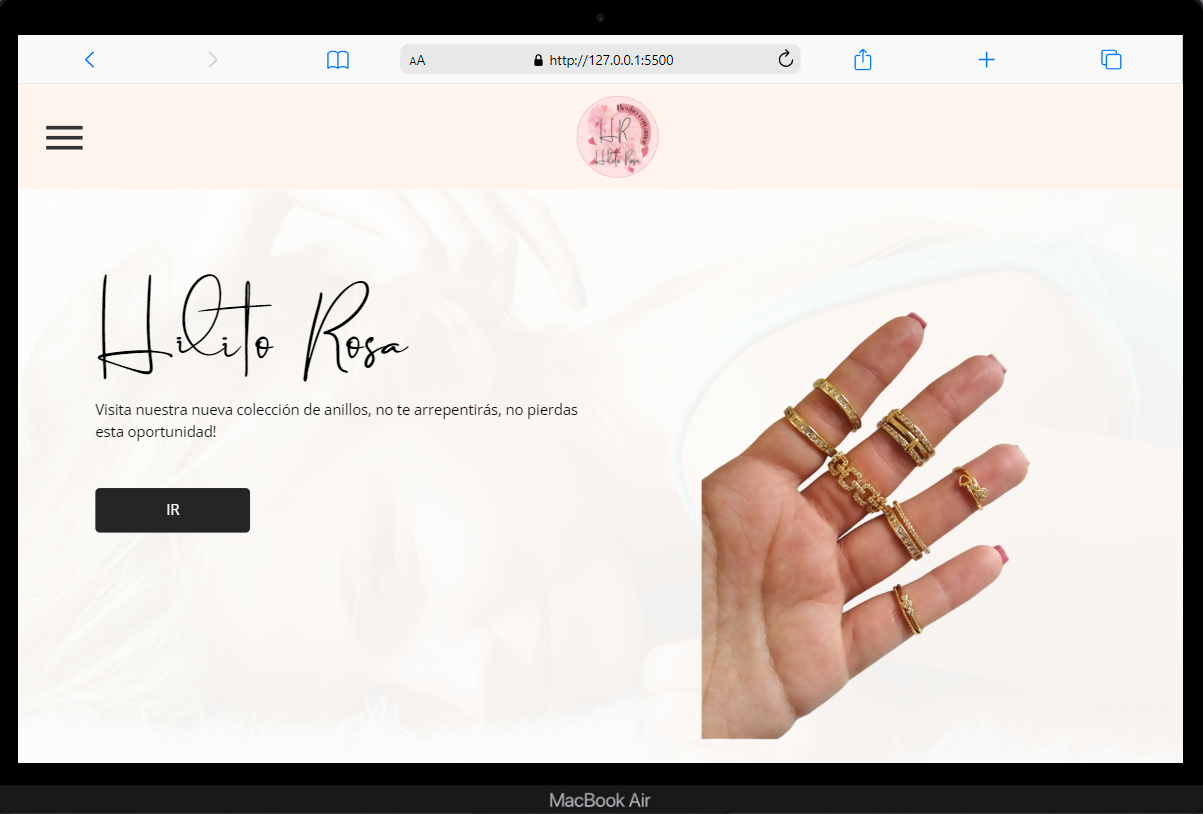 AA
http://127.0.0.1:5500
Hecho con amor
HR
Hilito Rosa
Hilito Rosa
Visita nuestra nueva colección de anillos, no te arrepentirás, no pierdas
esta oportunidad!
IR
MacBook Air